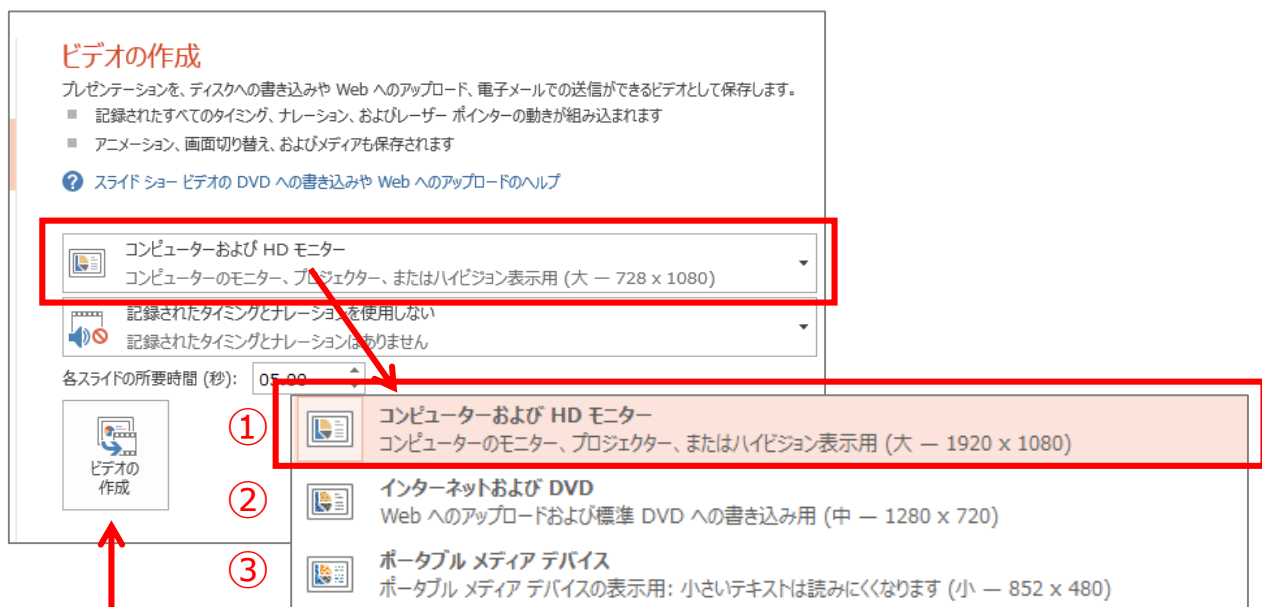 ビデオの作成
プレゼンテーションを、ディスクへの書き込みや Web へのアップロード、電子メールでの送信ができるビデオとして保存します。
記録されたすべてのタイミング、ナレーション、およびレーザー ポインターの動きが組み込まれます
アニメーション、画面切り替え、およびメディアも保存されます
? スライド ショー ビデオの DVD への書き込みや Web へのアップロードのヘルプ
コンピューターおよび HD モニター
コンピューターのモニター、プロジェクター、またはハイビジョン表示用 (大 — 728 x 1080)
記録されたタイミングとナレーションを使用しない
記録されたタイミングとナレーションはありません
各スライドの所要時間 (秒): 05.00
ビデオの
作成
① コンピューターおよび HD モニター
コンピューターのモニター、プロジェクター、またはハイビジョン表示用 (大 — 1920 x 1080)
② インターネットおよび DVD
Web へのアップロードおよび標準 DVD への書き込み用 (中 — 1280 x 720)
③ ポータブル メディア デバイス
ポータブル メディア デバイスの表示用: 小さいテキストは読みにくくなります (小 — 852 x 480)